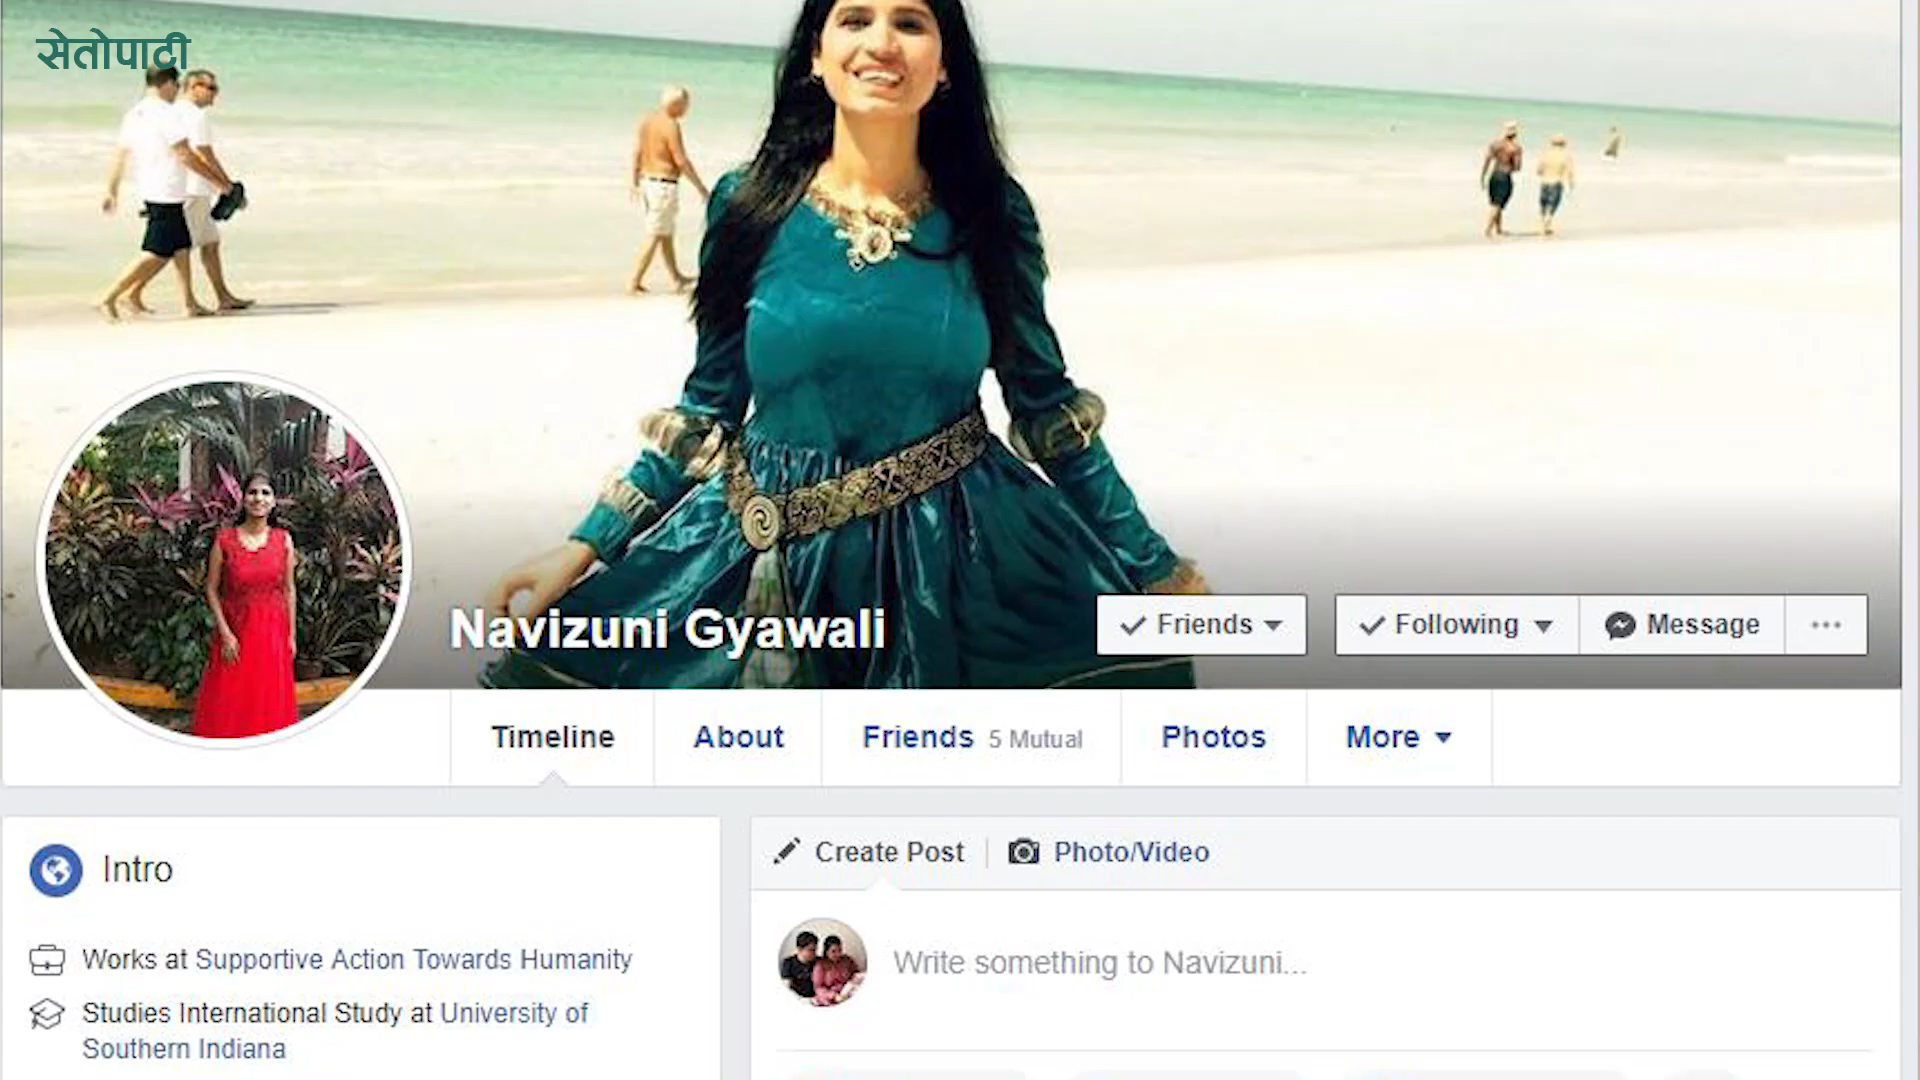 सेतोपाटी
Navizuni Gyawali
Friends
Following
Message
Timeline
About
Friends 5 Mutual
Photos
More
Intro
Create Post
Photo/Video
Works at Supportive Action Towards Humanity
Write something to Navizuni...
Studies International Study at University of
Southern Indiana